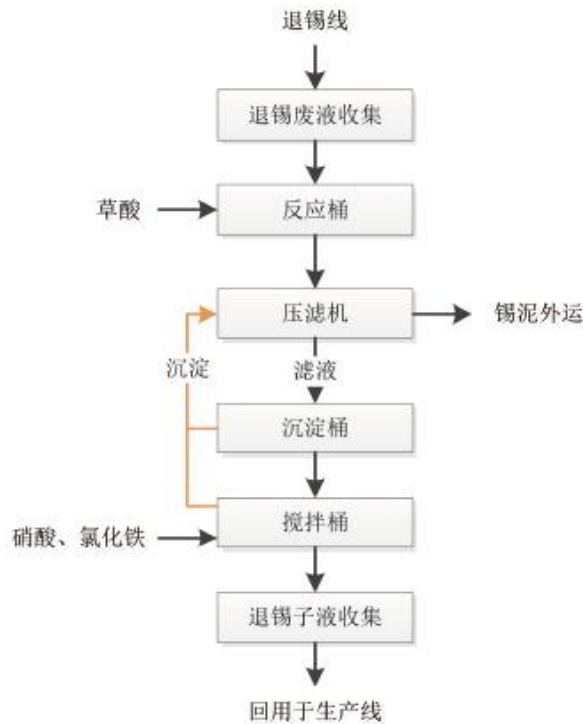 退锡线
退锡废液收集
草酸
反应桶
压滤机
锡泥外运
沉淀
滤液
沉淀桶
搅拌桶
硝酸、氯化铁
退锡子液收集
回用于生产线